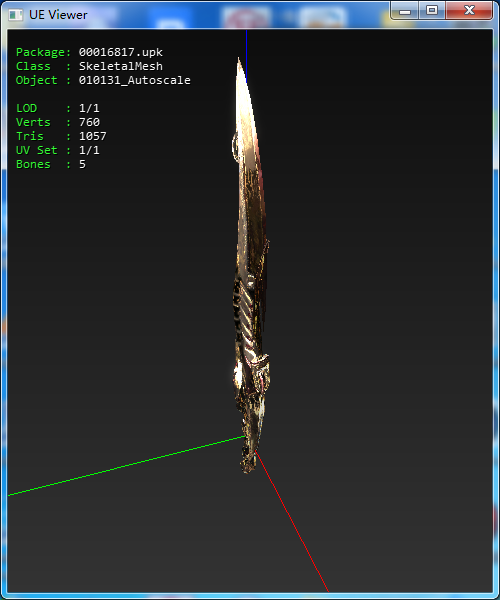 UE Viewer
Package: 00016817.upk
Class : SkeletalMesh
Object : 010131_Autoscale
LOD : 1/1
Verts : 760
Tris : 1057
UV Set : 1/1
Bones : 5